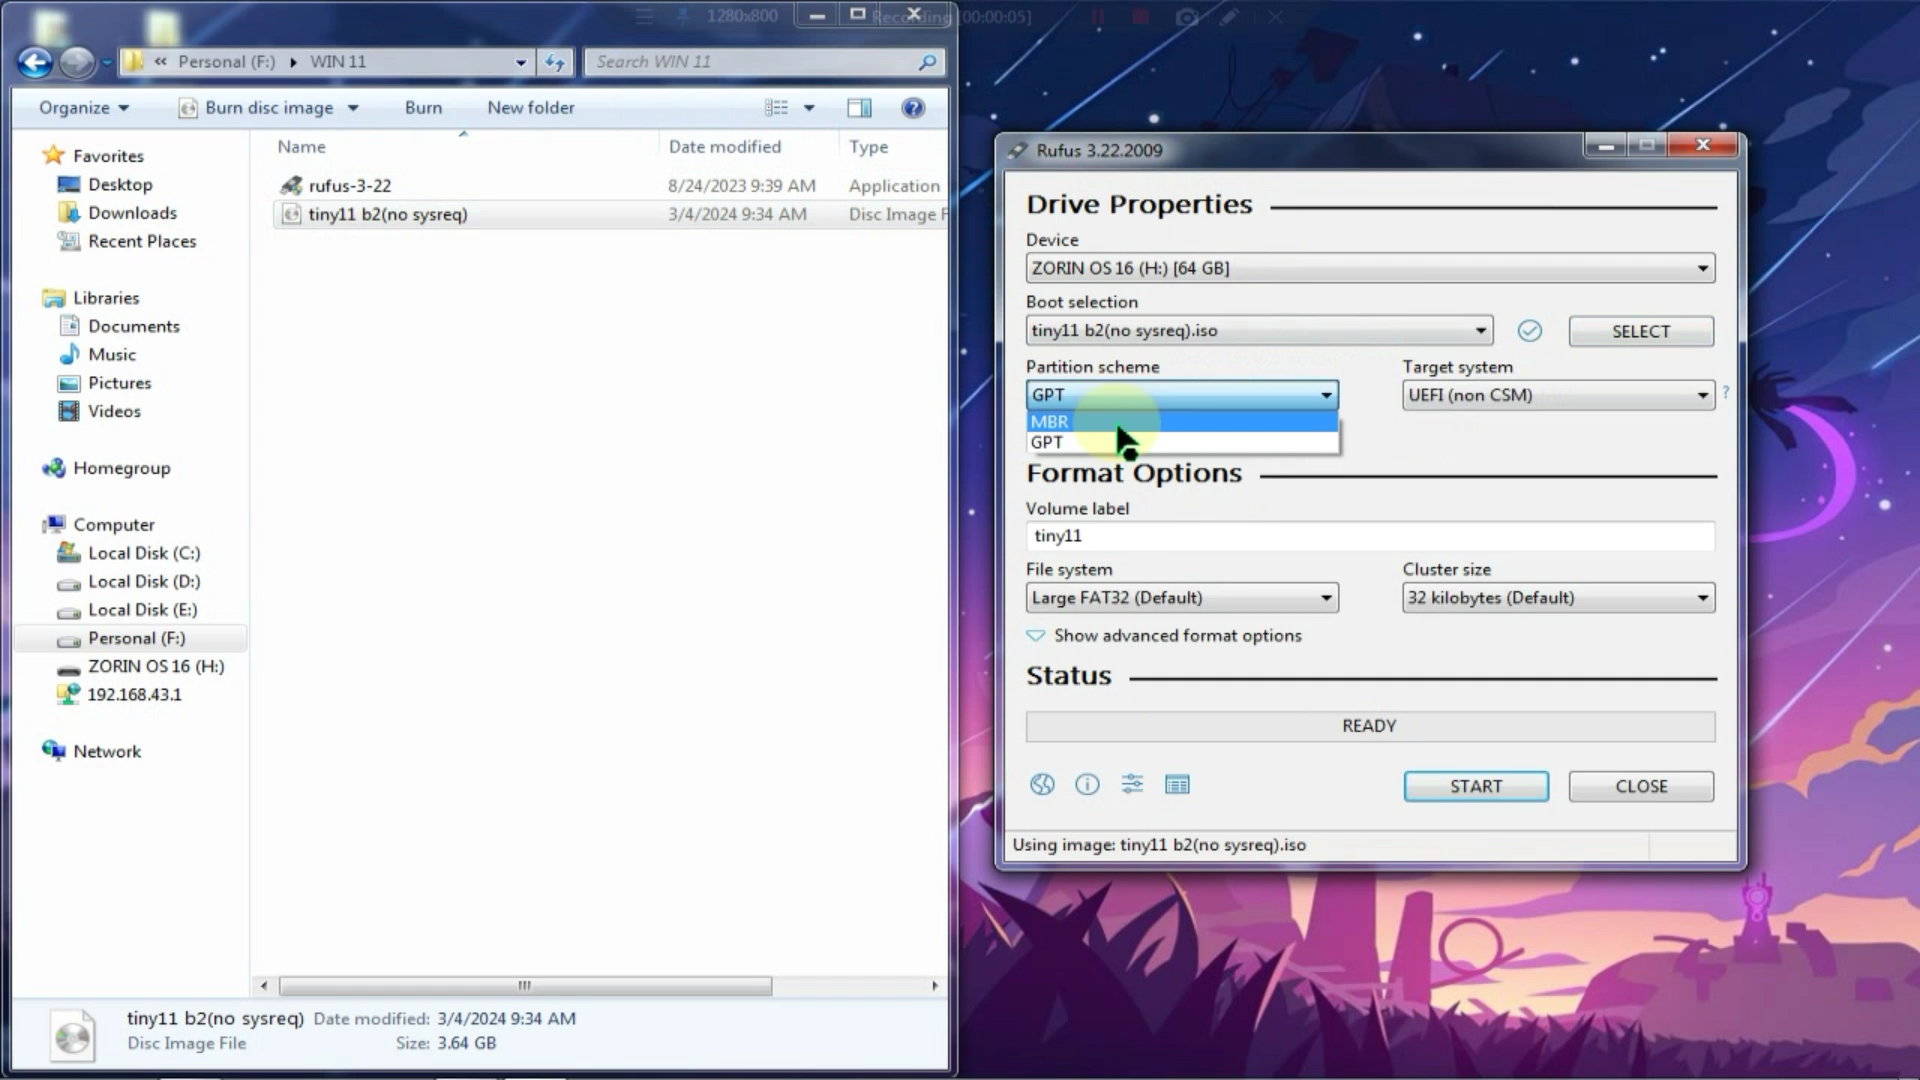 1280x800
Recording [00:00:05]
« Personal (F:) ▸ WIN 11
Search WIN 11
Organize
Burn disc image
Burn
New folder
Name
Date modified
Type
rufus-3-22
8/24/2023 9:39 AM
Application
tiny11 b2(no sysreq)
3/4/2024 9:34 AM
Disc Image F
Favorites
Desktop
Downloads
Recent Places
Libraries
Documents
Music
Pictures
Videos
Homegroup
Computer
Local Disk (C:)
Local Disk (D:)
Local Disk (E:)
Personal (F:)
ZORIN OS 16 (H:)
192.168.43.1
Network
tiny11 b2(no sysreq) Date modified: 3/4/2024 9:34 AM
Disc Image File Size: 3.64 GB
Rufus 3.22.2009
Drive Properties
Device
ZORIN OS 16 (H:) [64 GB]
Boot selection
tiny11 b2(no sysreq).iso
SELECT
Partition scheme
Target system
GPT
UEFI (non CSM)
?
MBR
GPT
Format Options
Volume label
tiny11
File system
Cluster size
Large FAT32 (Default)
32 kilobytes (Default)
Show advanced format options
Status
READY
START
CLOSE
Using image: tiny11 b2(no sysreq).iso